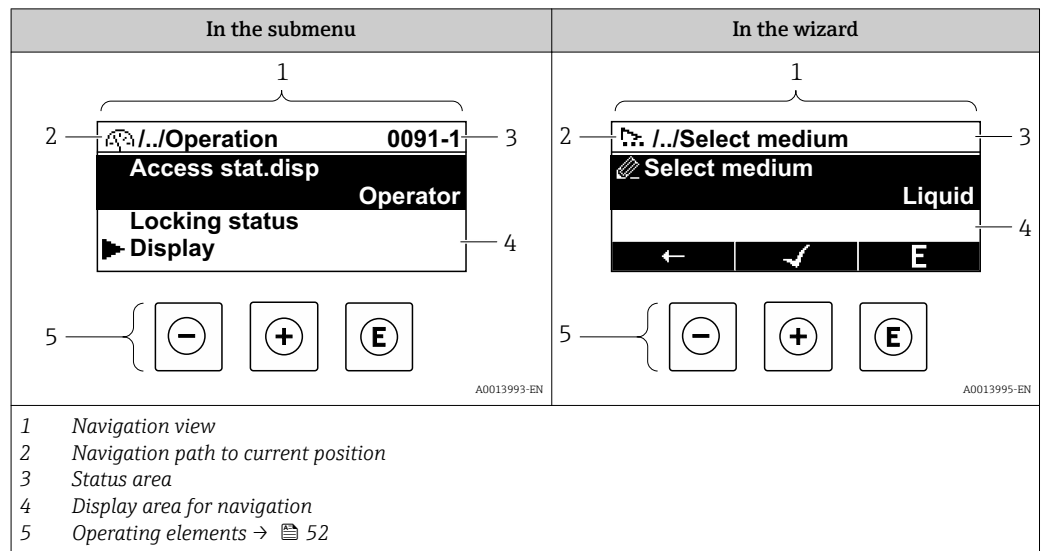 In the submenu
In the wizard
1
2
/../Operation 0091-1
3
Access stat.disp
Operator
Locking status
Display
4
5
- + E
A0013993-EN
1
2
/../Select medium
3
Select medium
Liquid
4
← ✓ E
5
- + E
A0013995-EN
1 Navigation view
2 Navigation path to current position
3 Status area
4 Display area for navigation
5 Operating elements → 52